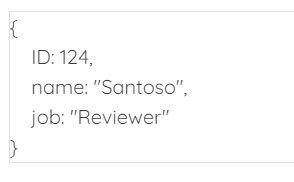 {
ID: 124,
name: "Santoso",
job: "Reviewer"
}